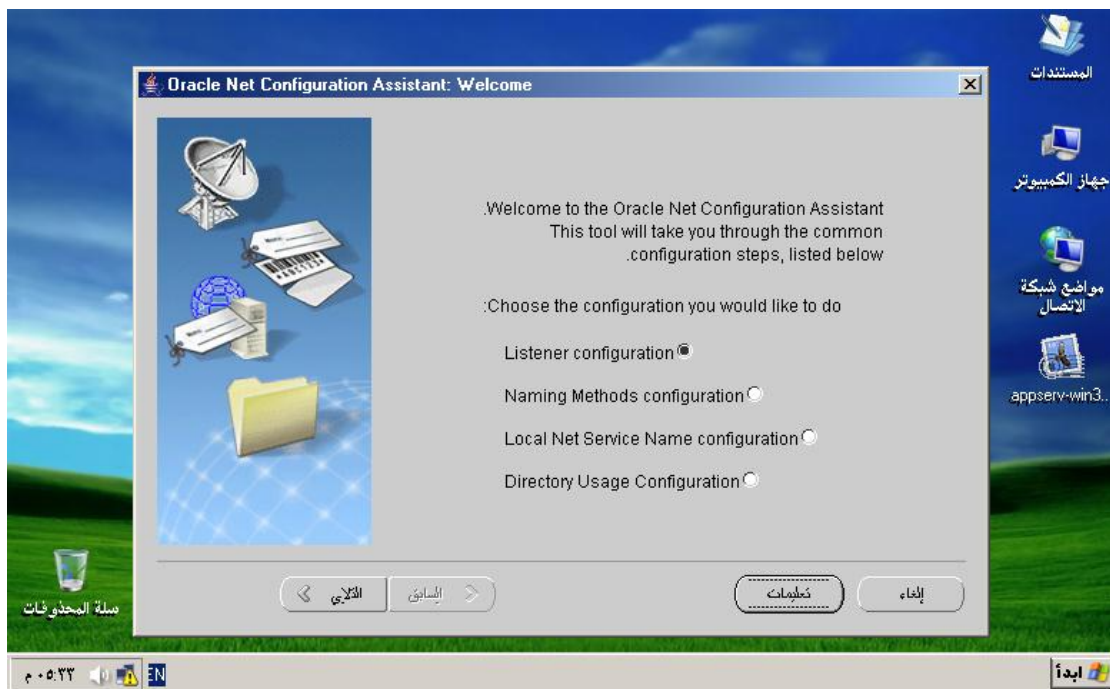 المستندات
جهاز الكمبيوتر
مواضع شبكة
الاتصال
appserv-win3..
سلة المحذوفات
Oracle Net Configuration Assistant: Welcome
.Welcome to the Oracle Net Configuration Assistant
This tool will take you through the common
.configuration steps, listed below
:Choose the configuration you would like to do
Listener configuration
Naming Methods configuration
Local Net Service Name configuration
Directory Usage Configuration
إلغاء
تعليمات
السابق
التالي
ابدأ
EN
٠٥:٣٣ م